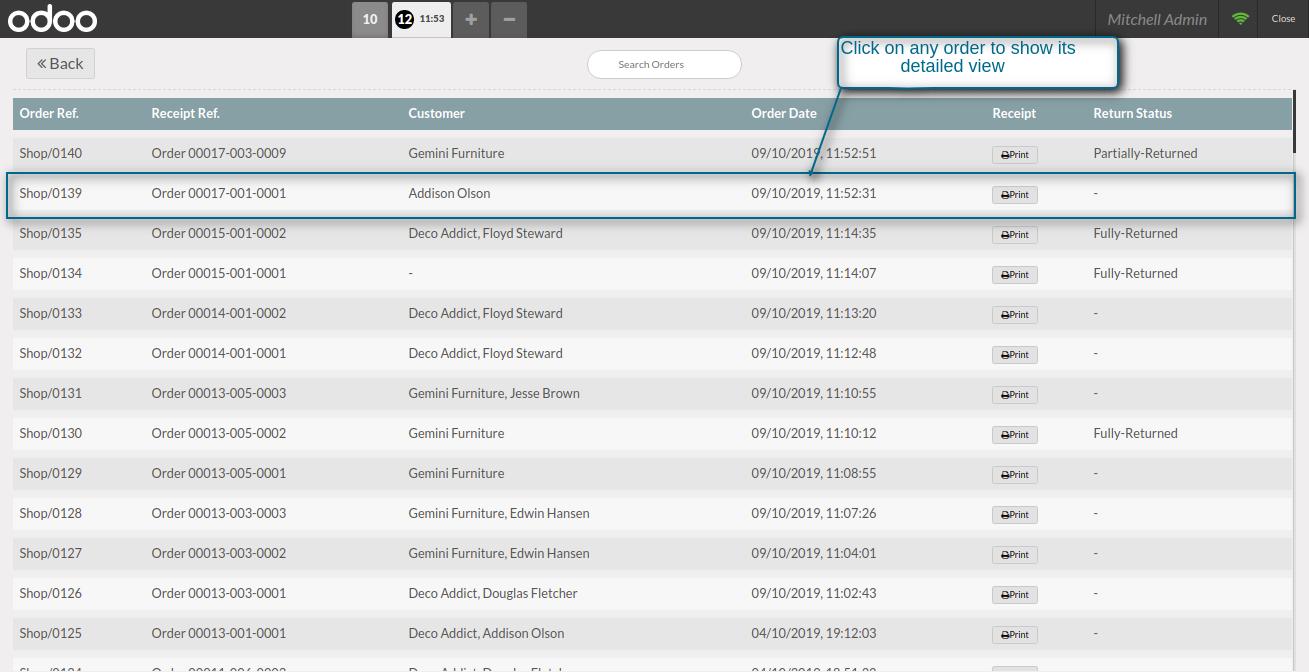 odoo 10 12 11:53 + − Mitchell Admin Close
Click on any order to show its
detailed view
« Back Search Orders
Order Ref. Receipt Ref. Customer Order Date Receipt Return Status
Shop/0140 Order 00017-003-0009 Gemini Furniture 09/10/2019, 11:52:51 Print Partially-Returned
Shop/0139 Order 00017-001-0001 Addison Olson 09/10/2019, 11:52:31 Print -
Shop/0135 Order 00015-001-0002 Deco Addict, Floyd Steward 09/10/2019, 11:14:35 Print Fully-Returned
Shop/0134 Order 00015-001-0001 - 09/10/2019, 11:14:07 Print Fully-Returned
Shop/0133 Order 00014-001-0002 Deco Addict, Floyd Steward 09/10/2019, 11:13:20 Print -
Shop/0132 Order 00014-001-0001 Deco Addict, Floyd Steward 09/10/2019, 11:12:48 Print -
Shop/0131 Order 00013-005-0003 Gemini Furniture, Jesse Brown 09/10/2019, 11:10:55 Print -
Shop/0130 Order 00013-005-0002 Gemini Furniture 09/10/2019, 11:10:12 Print Fully-Returned
Shop/0129 Order 00013-005-0001 Gemini Furniture 09/10/2019, 11:08:55 Print -
Shop/0128 Order 00013-003-0003 Gemini Furniture, Edwin Hansen 09/10/2019, 11:07:26 Print -
Shop/0127 Order 00013-003-0002 Gemini Furniture, Edwin Hansen 09/10/2019, 11:04:01 Print -
Shop/0126 Order 00013-003-0001 Deco Addict, Douglas Fletcher 09/10/2019, 11:02:43 Print -
Shop/0125 Order 00013-001-0001 Deco Addict, Addison Olson 04/10/2019, 19:12:03 Print -